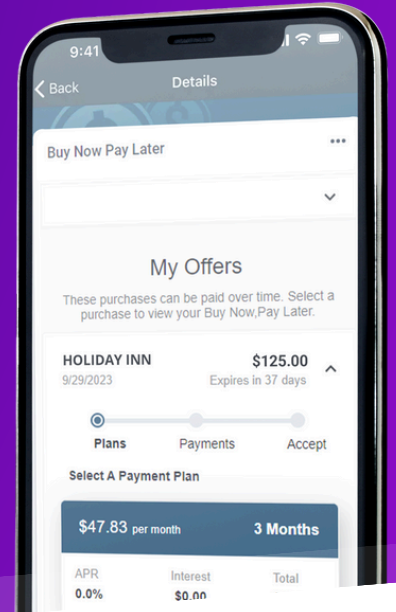 9:41
Back
Details
Buy Now Pay Later
My Offers
These purchases can be paid over time. Select a
purchase to view your Buy Now,Pay Later.
HOLIDAY INN
$125.00
9/29/2023
Expires in 37 days
Plans
Payments
Accept
Select A Payment Plan
$47.83 per month
3 Months
APR
Interest
Total
0.0%
$0.00